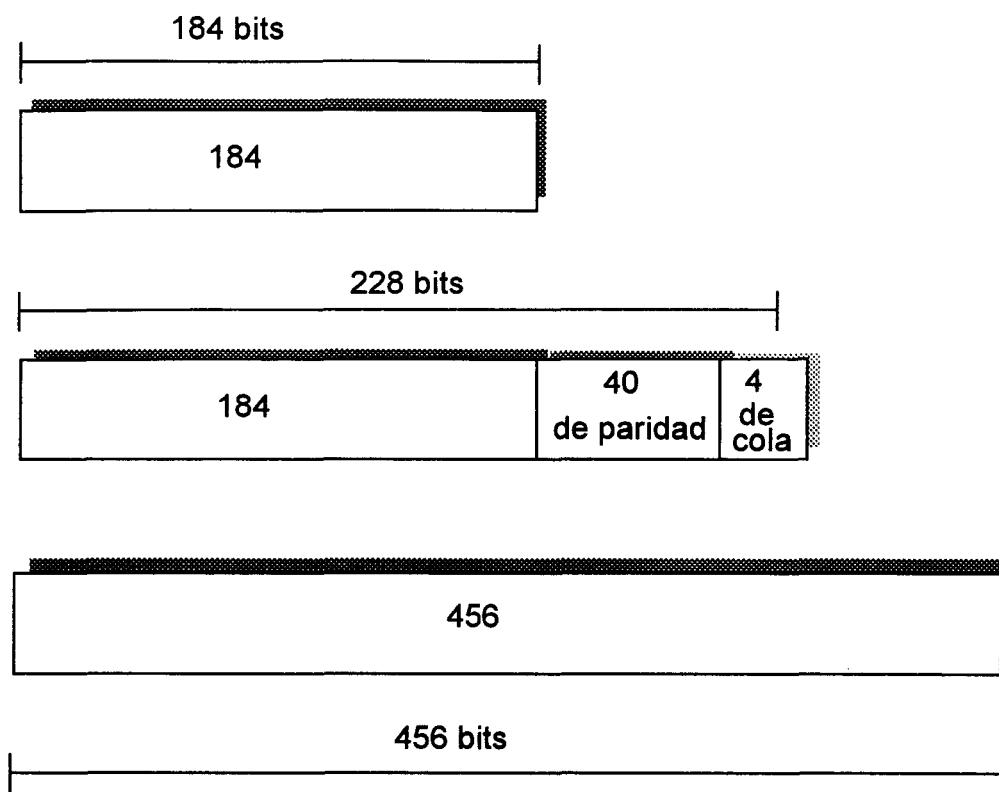 184 bits
184
228 bits
184
40
de paridad
4
de
cola
456
456 bits